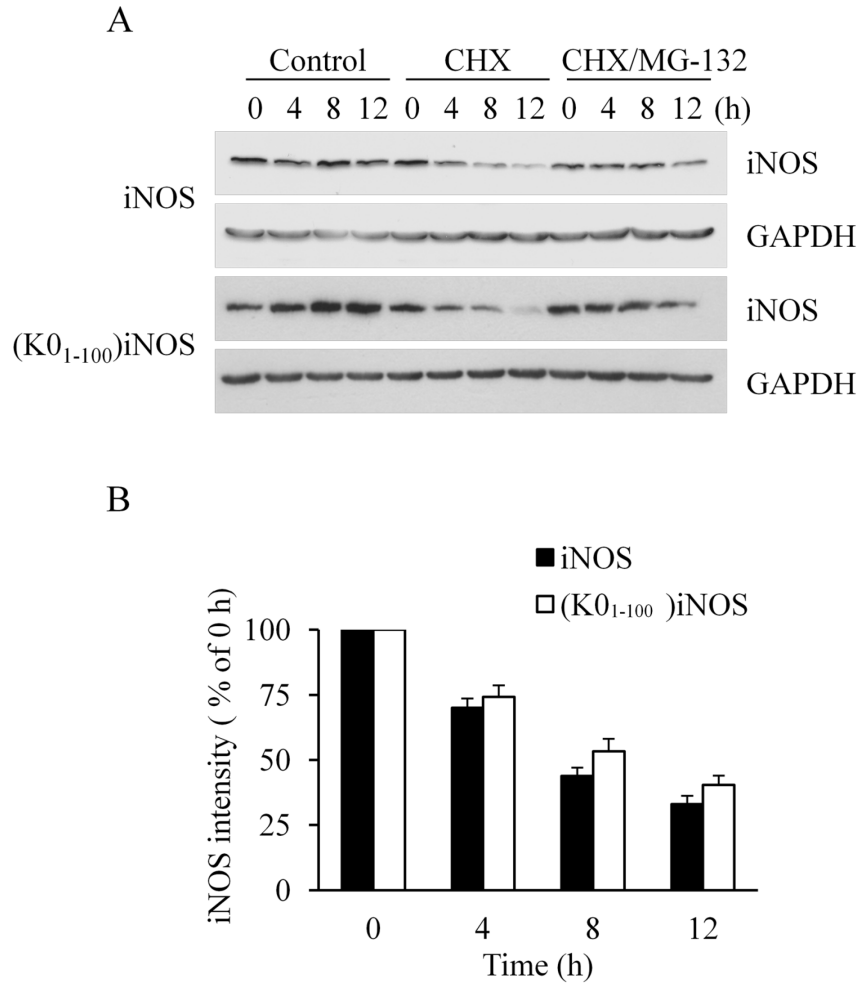 A
Control CHX CHX/MG-132
0 4 8 12 0 4 8 12 0 4 8 12 (h)
iNOS
iNOS
GAPDH
(K01-100)iNOS
iNOS
GAPDH
B
iNOS
(K01-100 )iNOS
iNOS intensity ( % of 0 h)
100
75
50
25
0
0 4 8 12
Time (h)